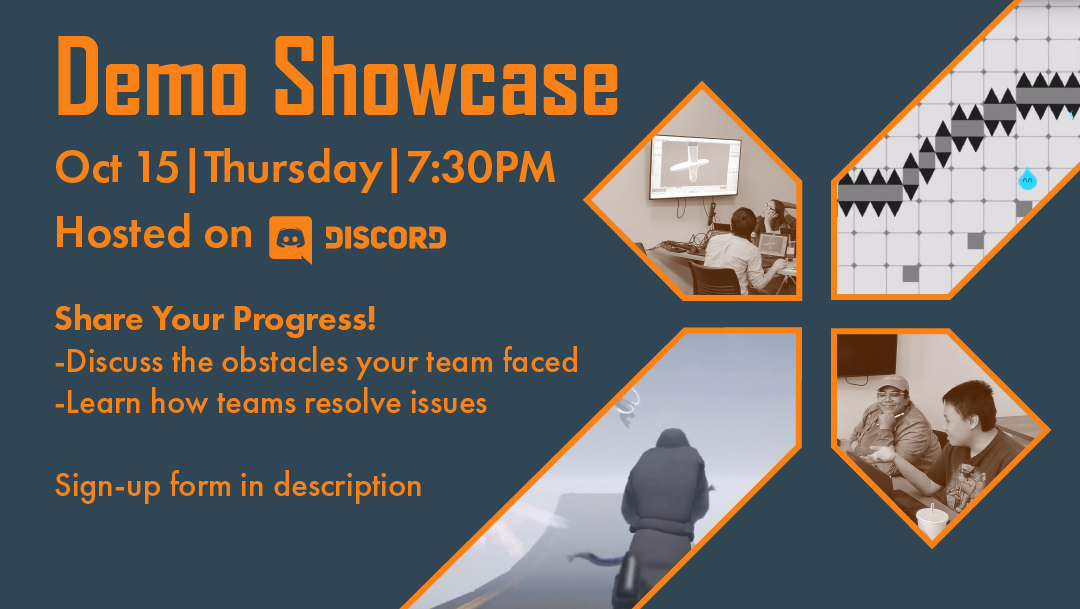 Demo Showcase
Oct 15|Thursday|7:30PM
Hosted on DISCORD
Share Your Progress!
-Discuss the obstacles your team faced
-Learn how teams resolve issues
Sign-up form in description